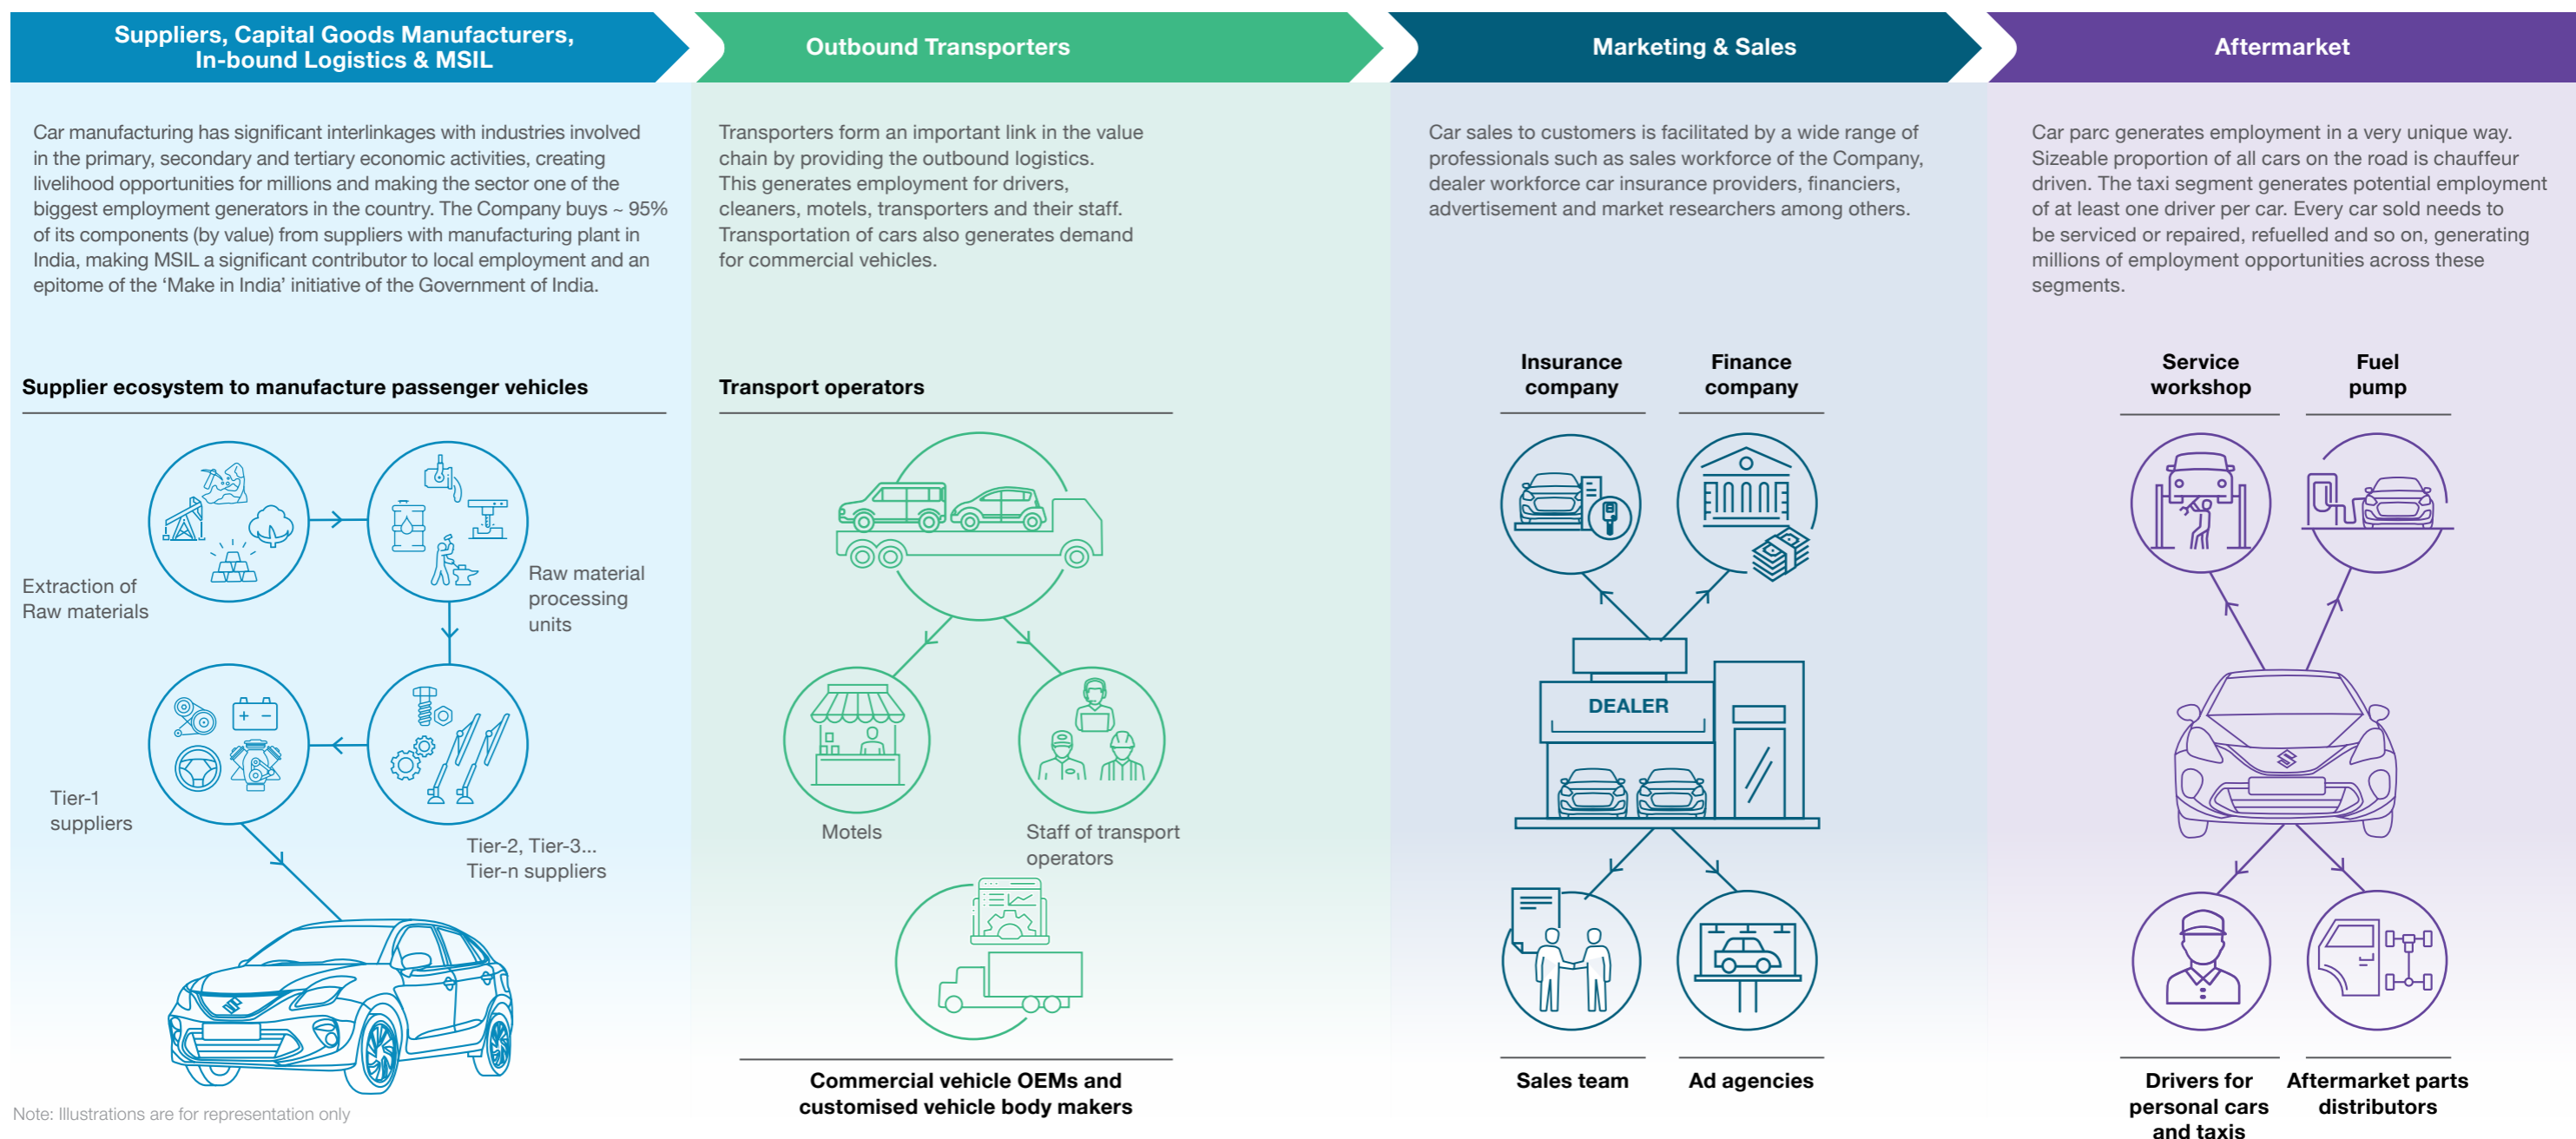 Suppliers, Capital Goods Manufacturers,
In-bound Logistics & MSIL
Car manufacturing has significant interlinkages with industries involved
in the primary, secondary and tertiary economic activities, creating
livelihood opportunities for millions and making the sector one of the
biggest employment generators in the country. The Company buys ~ 95%
of its components (by value) from suppliers with manufacturing plant in
India, making MSIL a significant contributor to local employment and an
epitome of the ‘Make in India’ initiative of the Government of India.
Supplier ecosystem to manufacture passenger vehicles
Extraction of
Raw materials
Raw material
processing
units
Tier-1
suppliers
Tier-2, Tier-3...
Tier-n suppliers
Note: Illustrations are for representation only
Outbound Transporters
Transporters form an important link in the value
chain by providing the outbound logistics.
This generates employment for drivers,
cleaners, motels, transporters and their staff.
Transportation of cars also generates demand
for commercial vehicles.
Transport operators
Motels
Staff of transport
operators
Commercial vehicle OEMs and
customised vehicle body makers
Marketing & Sales
Car sales to customers is facilitated by a wide range of
professionals such as sales workforce of the Company,
dealer workforce car insurance providers, financiers,
advertisement and market researchers among others.
Insurance
company
Finance
company
DEALER
Sales team
Ad agencies
Aftermarket
Car parc generates employment in a very unique way.
Sizeable proportion of all cars on the road is chauffeur
driven. The taxi segment generates potential employment
of at least one driver per car. Every car sold needs to
be serviced or repaired, refuelled and so on, generating
millions of employment opportunities across these
segments.
Service
workshop
Fuel
pump
Drivers for
personal cars
and taxis
Aftermarket parts
distributors